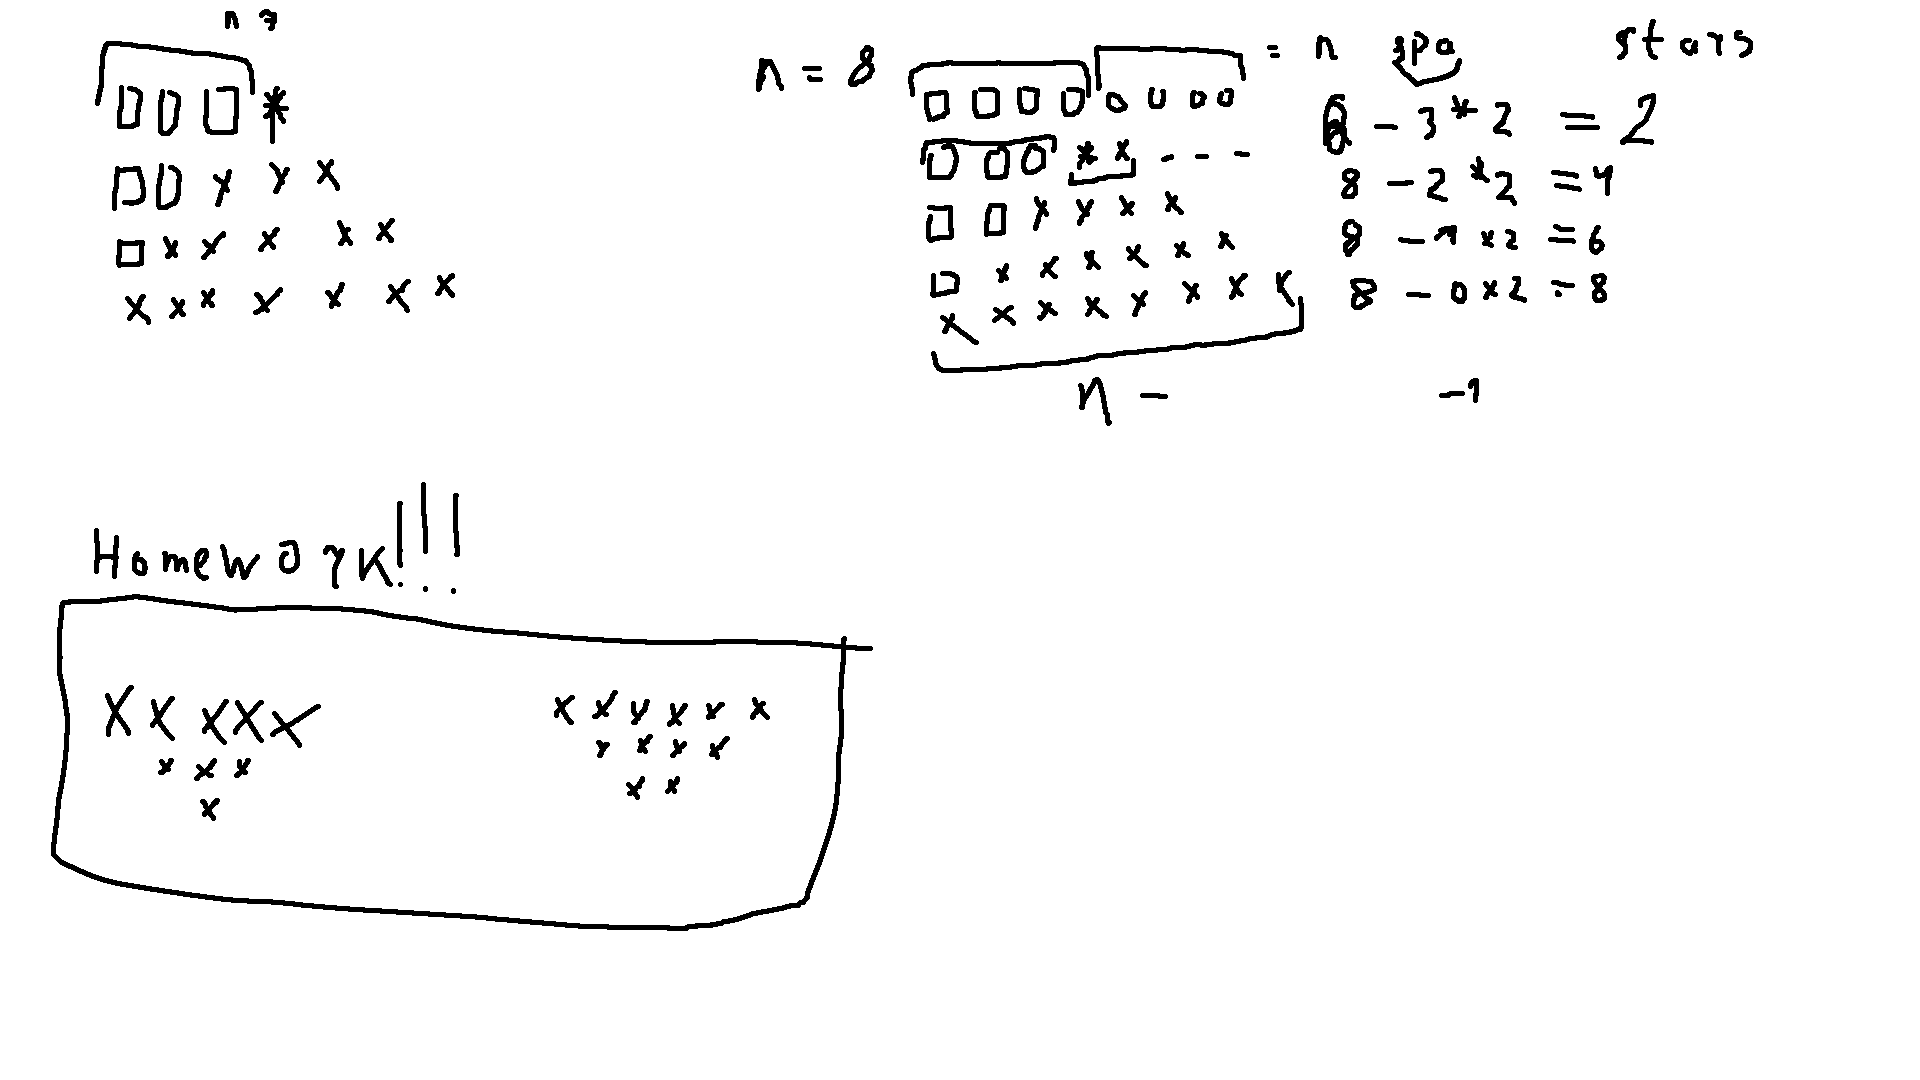 n 7
□ □ □ *
□ □ x x x
□ x x x x x
x x x x x x x
n = 8
□ □ □ □ □ □ □ □
□ □ □ * x - - -
□ □ x x x x
□ x x x x x x
x x x x x x x x
n -
-1
= n spa stars
8 - 3 * 2 = 2
8 - 2 * 2 = 4
8 - 1 x 2 = 6
8 - 0 x 2 = 8
Homework!!!
x x x x x
x x x
x
x x x x x x
x x x x
x x